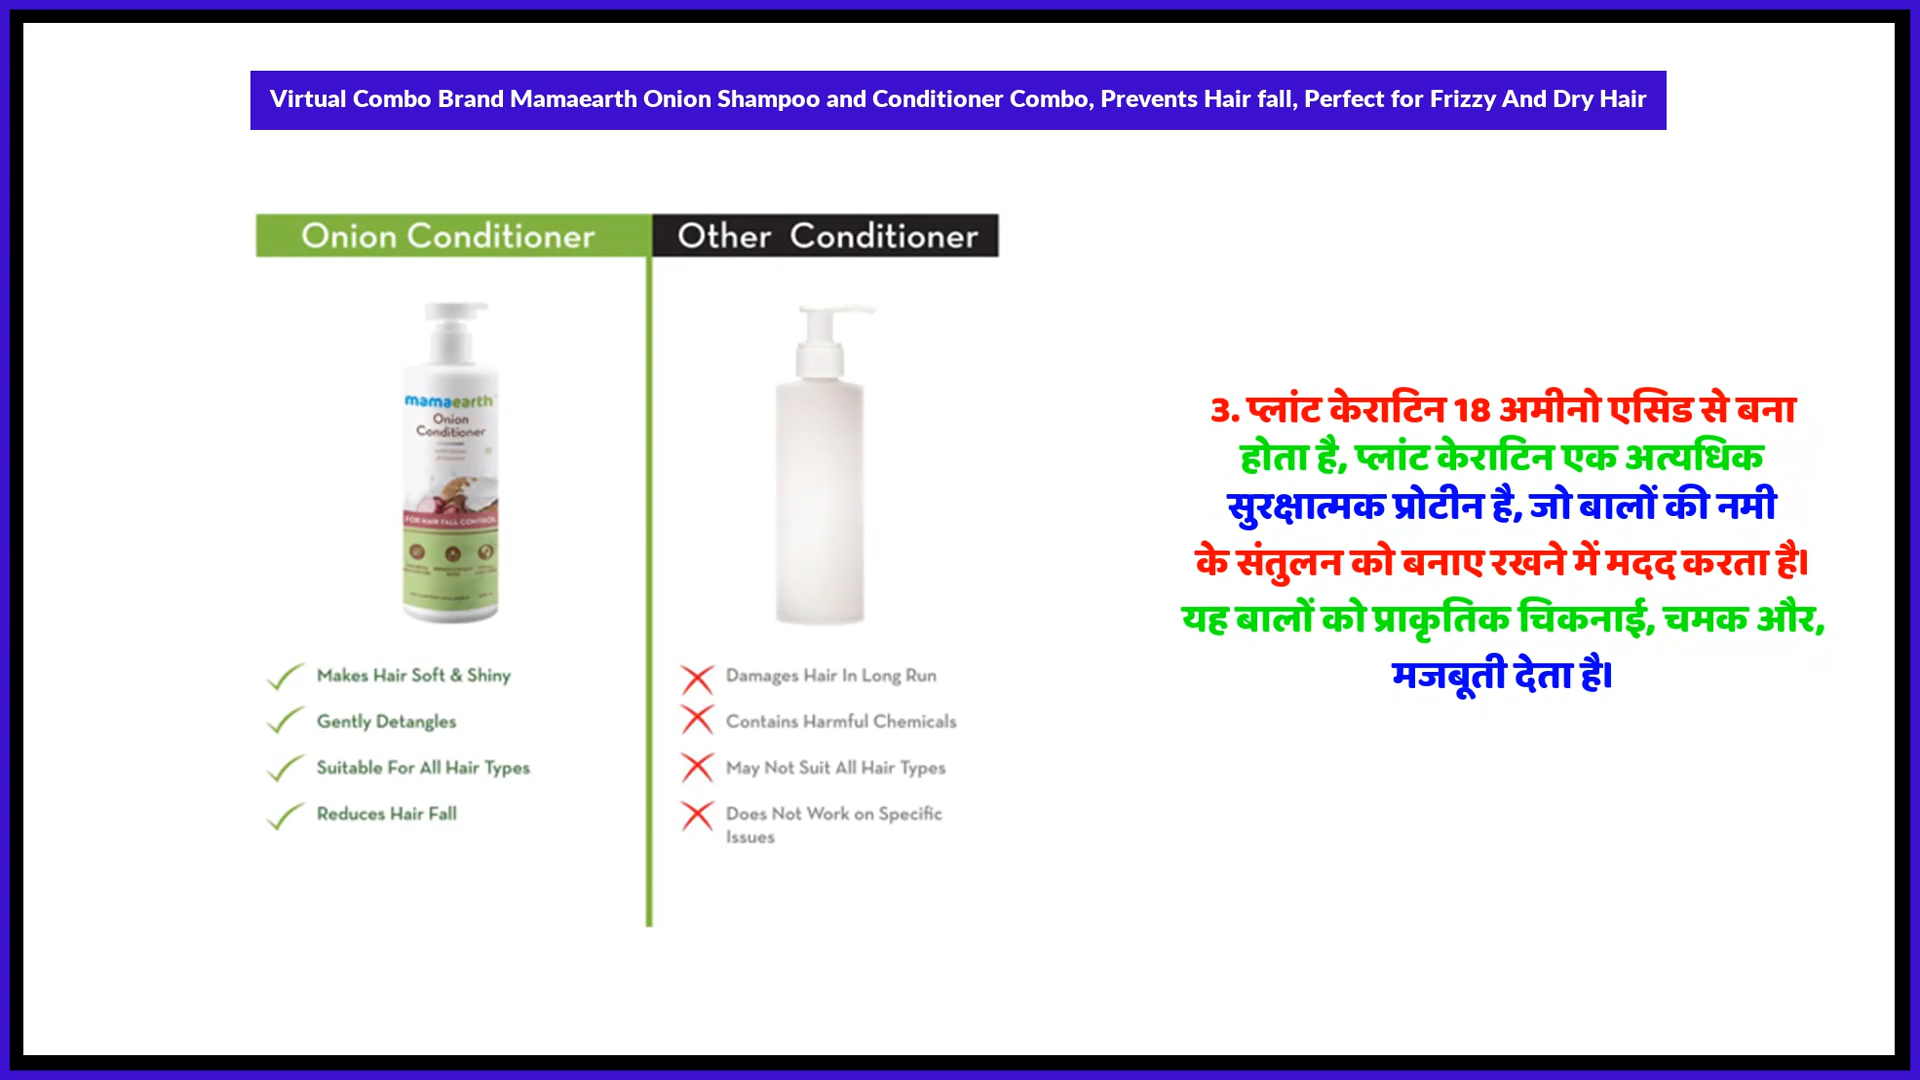 Virtual Combo Brand Mamaearth Onion Shampoo and Conditioner Combo, Prevents Hair fall, Perfect for Frizzy And Dry Hair
Onion Conditioner
Other Conditioner
mamaearth
Onion
Conditioner
FOR HAIR FALL CONTROL
Makes Hair Soft & Shiny
Gently Detangles
Suitable For All Hair Types
Reduces Hair Fall
Damages Hair In Long Run
Contains Harmful Chemicals
May Not Suit All Hair Types
Does Not Work on Specific
Issues
3. प्लांट केराटिन 18 अमीनो एसिड से बना
होता है, प्लांट केराटिन एक अत्यधिक
सुरक्षात्मक प्रोटीन है, जो बालों की नमी
के संतुलन को बनाए रखने में मदद करता है।
यह बालों को प्राकृतिक चिकनाई, चमक और,
मजबूती देता है।